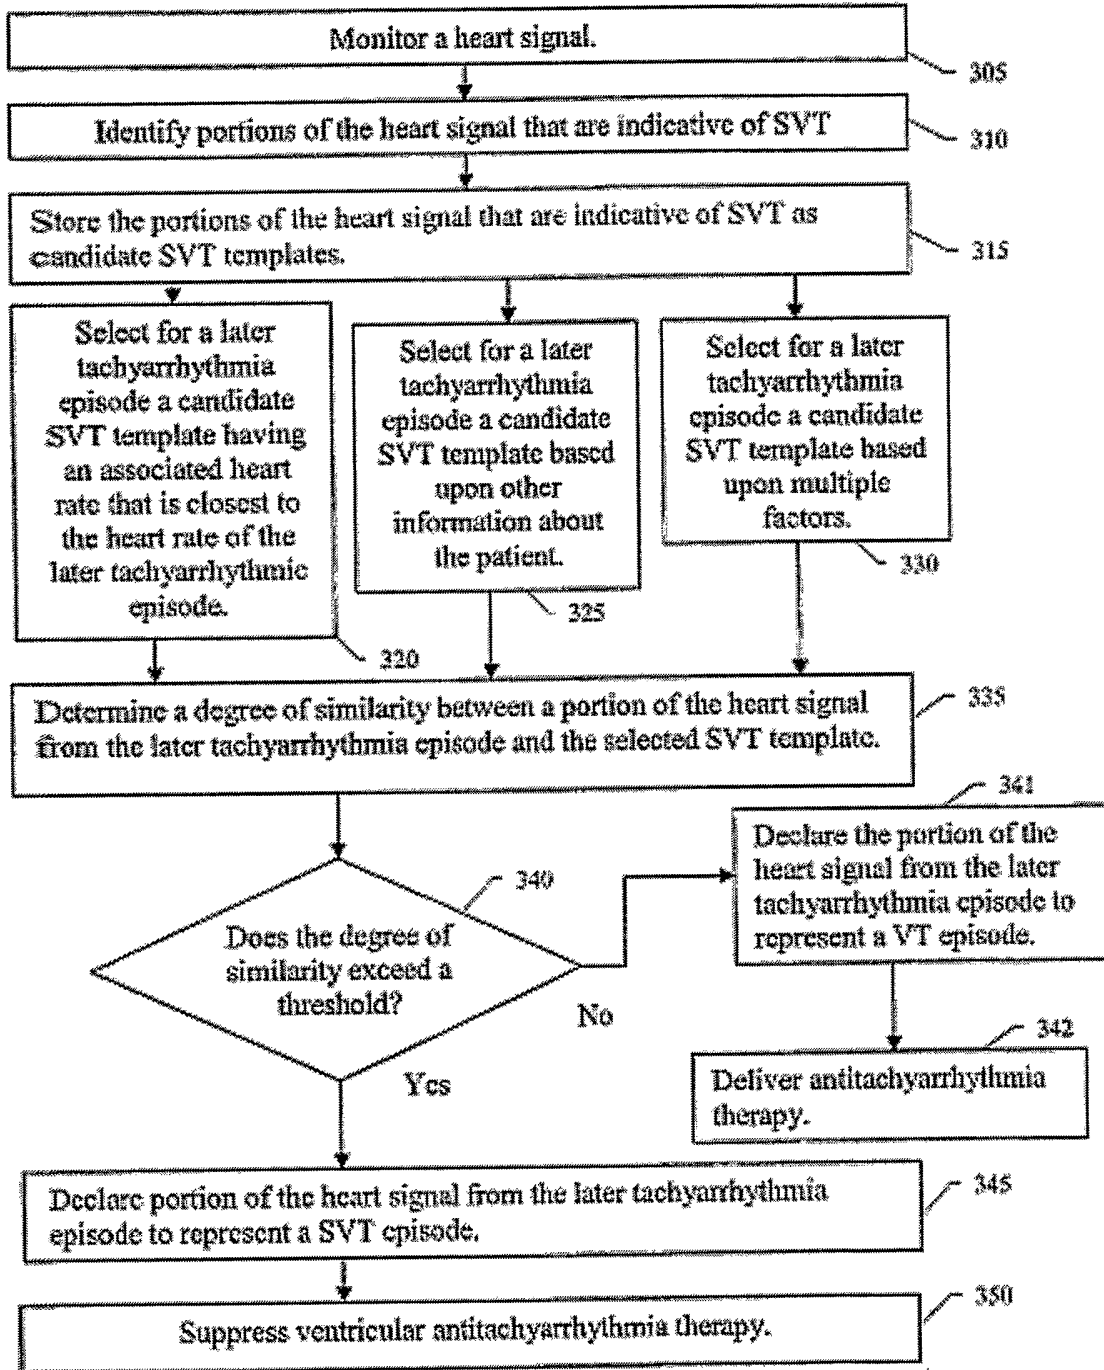 Monitor a heart signal.
305
Identify portions of the heart signal that are indicative of SVT
310
Store the portions of the heart signal that are indicative of SVT as
candidate SVT templates.
315
Select for a later
tachyarrhythmia
episode a candidate
SVT template having
an associated heart
rate that is closest to
the heart rate of the
later tachyarrhythmic
episode.
320
Select for a later
tachyarrhythmia
episode a candidate
SVT template based
upon other
information about
the patient.
325
Select for a later
tachyarrhythmia
episode a candidate
SVT template based
upon multiple
factors.
330
Determine a degree of similarity between a portion of the heart signal
from the later tachyarrhythmia episode and the selected SVT template.
335
Does the degree of
similarity exceed a
threshold?
340
No
Yes
341
Declare the portion of the
heart signal from the later
tachyarrhythmia episode to
represent a VT episode.
342
Deliver antitachyarrhythmia
therapy.
Declare portion of the heart signal from the later tachyarrhythmia
episode to represent a SVT episode.
345
Suppress ventricular antitachyarrhythmia therapy.
350